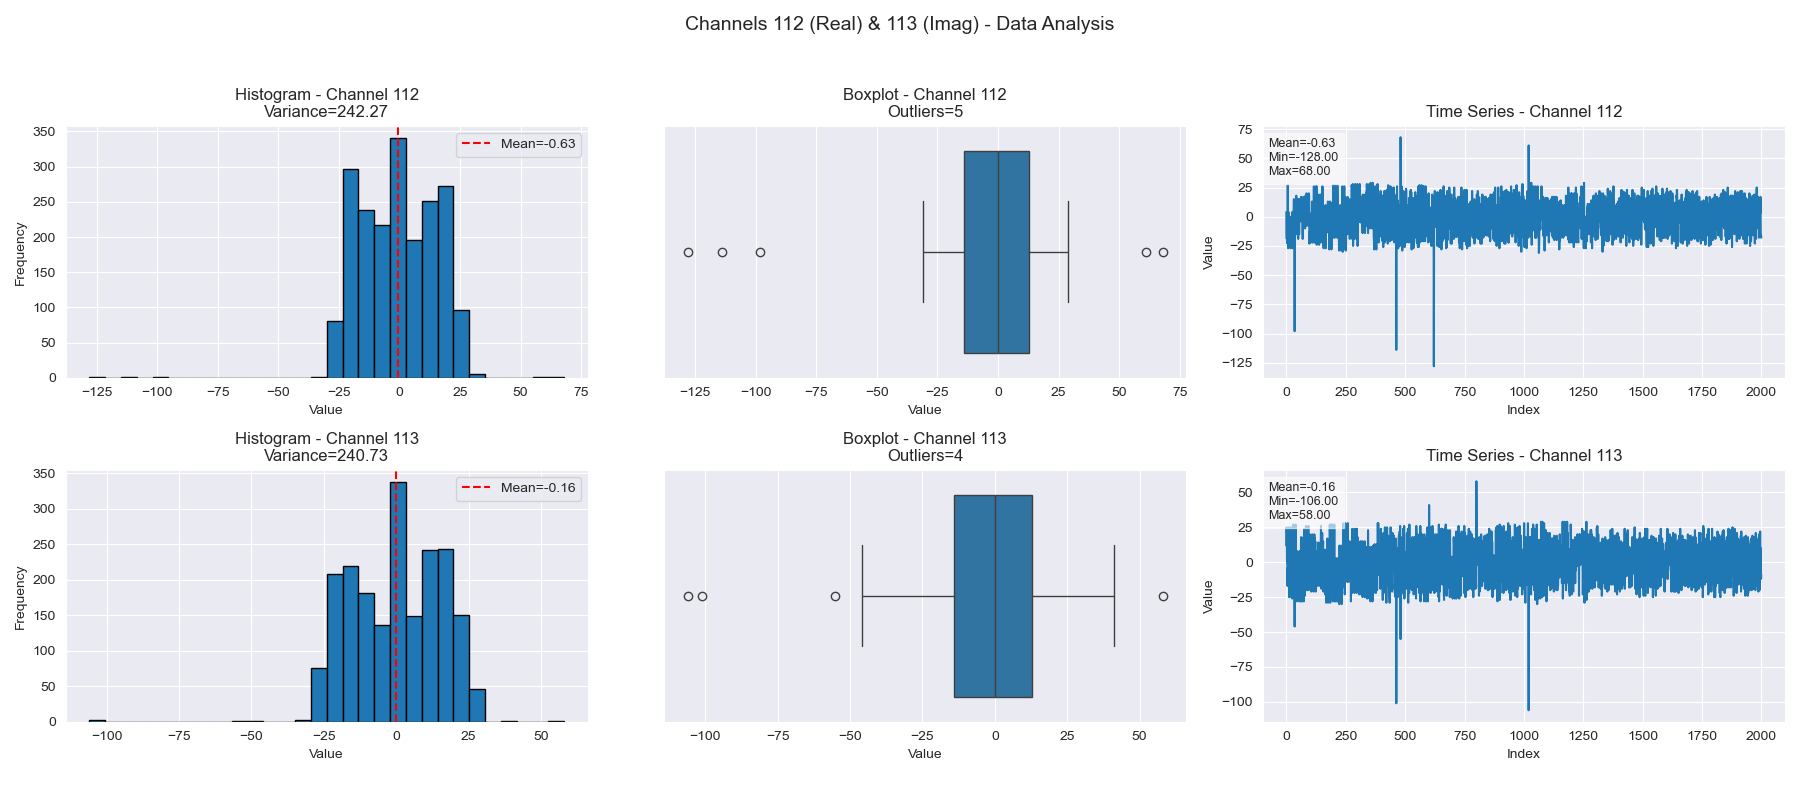 Channels 112 (Real) & 113 (Imag) - Data Analysis
Histogram - Channel 112
Variance=242.27
Mean=-0.63
350
300
250
200
150
100
50
0
Frequency
−125 −100 −75 −50 −25 0 25 50 75
Value
Boxplot - Channel 112
Outliers=5
−125 −100 −75 −50 −25 0 25 50 75
Value
Time Series - Channel 112
Mean=-0.63
Min=-128.00
Max=68.00
75
50
25
0
−25
−50
−75
−100
−125
Value
0 250 500 750 1000 1250 1500 1750 2000
Index
Histogram - Channel 113
Variance=240.73
Mean=-0.16
350
300
250
200
150
100
50
0
Frequency
−100 −75 −50 −25 0 25 50
Value
Boxplot - Channel 113
Outliers=4
−100 −75 −50 −25 0 25 50
Value
Time Series - Channel 113
Mean=-0.16
Min=-106.00
Max=58.00
50
25
0
−25
−50
−75
−100
Value
0 250 500 750 1000 1250 1500 1750 2000
Index